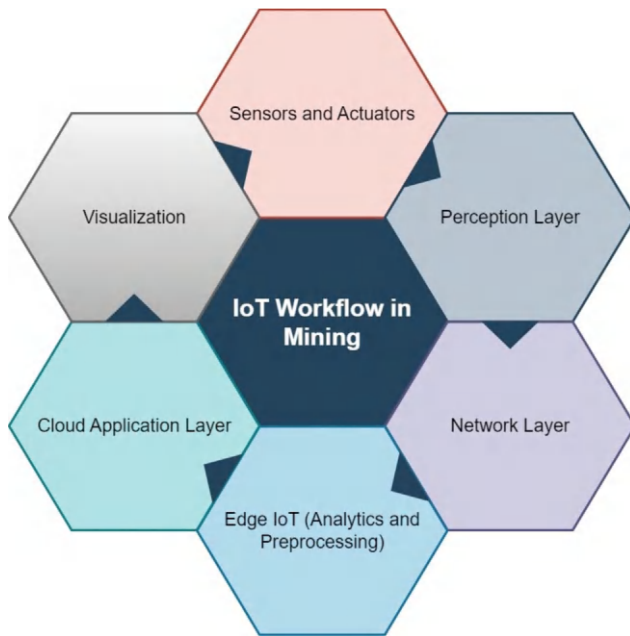 Sensors and Actuators
Visualization
Perception Layer
IoT Workflow in
Mining
Cloud Application Layer
Network Layer
Edge IoT (Analytics and
Preprocessing)